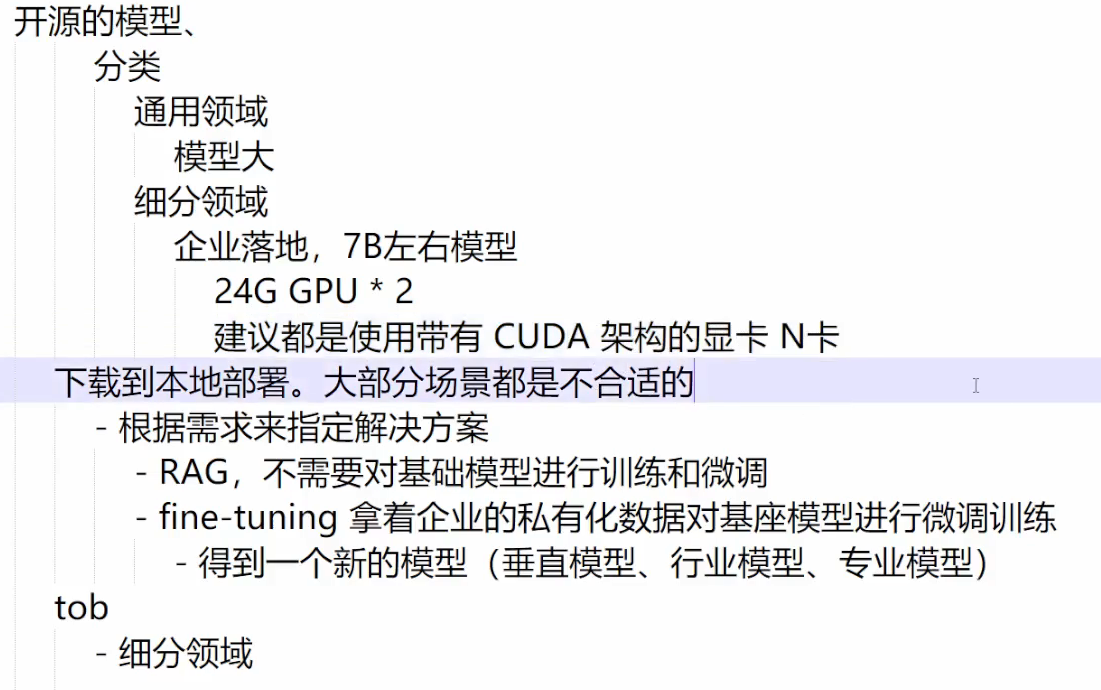 开源的模型、
分类
通用领域
模型大
细分领域
企业落地，7B左右模型
24G GPU * 2
建议都是使用带有 CUDA 架构的显卡 N卡
下载到本地部署。大部分场景都是不合适的
- 根据需求来指定解决方案
- RAG，不需要对基础模型进行训练和微调
- fine-tuning 拿着企业的私有化数据对基座模型进行微调训练
- 得到一个新的模型（垂直模型、行业模型、专业模型）
tob
- 细分领域